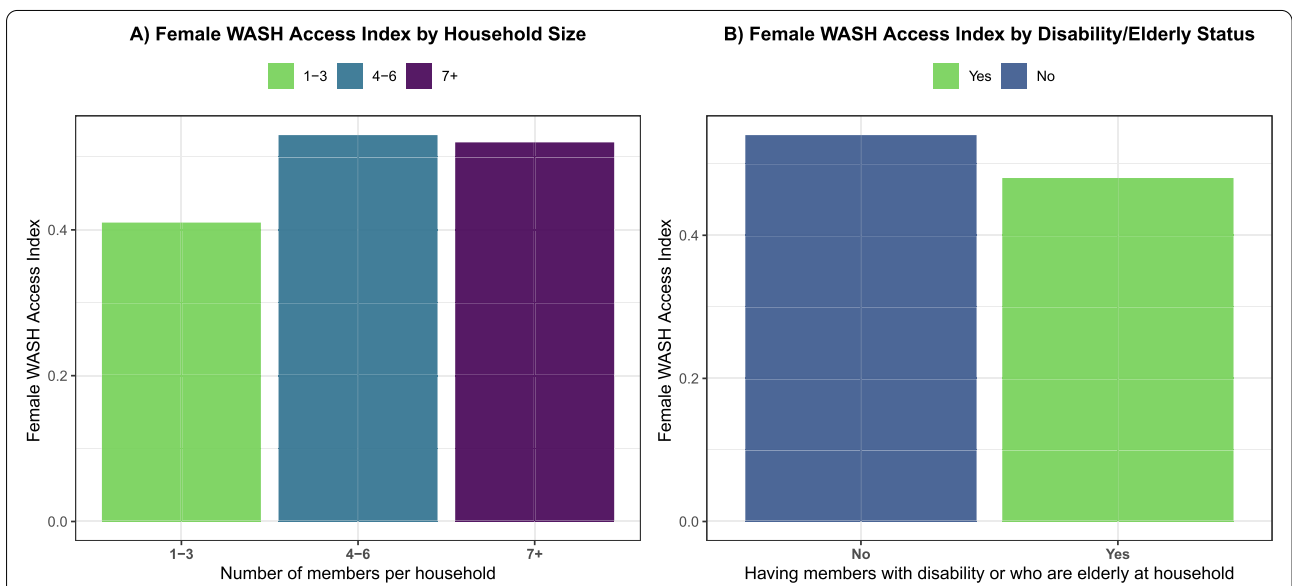 A) Female WASH Access Index by Household Size
1−3 4−6 7+
Female WASH Access Index
0.4
0.2
0.0
1−3 4−6 7+
Number of members per household
B) Female WASH Access Index by Disability/Elderly Status
Yes No
Female WASH Access Index
0.4
0.2
0.0
No Yes
Having members with disability or who are elderly at household